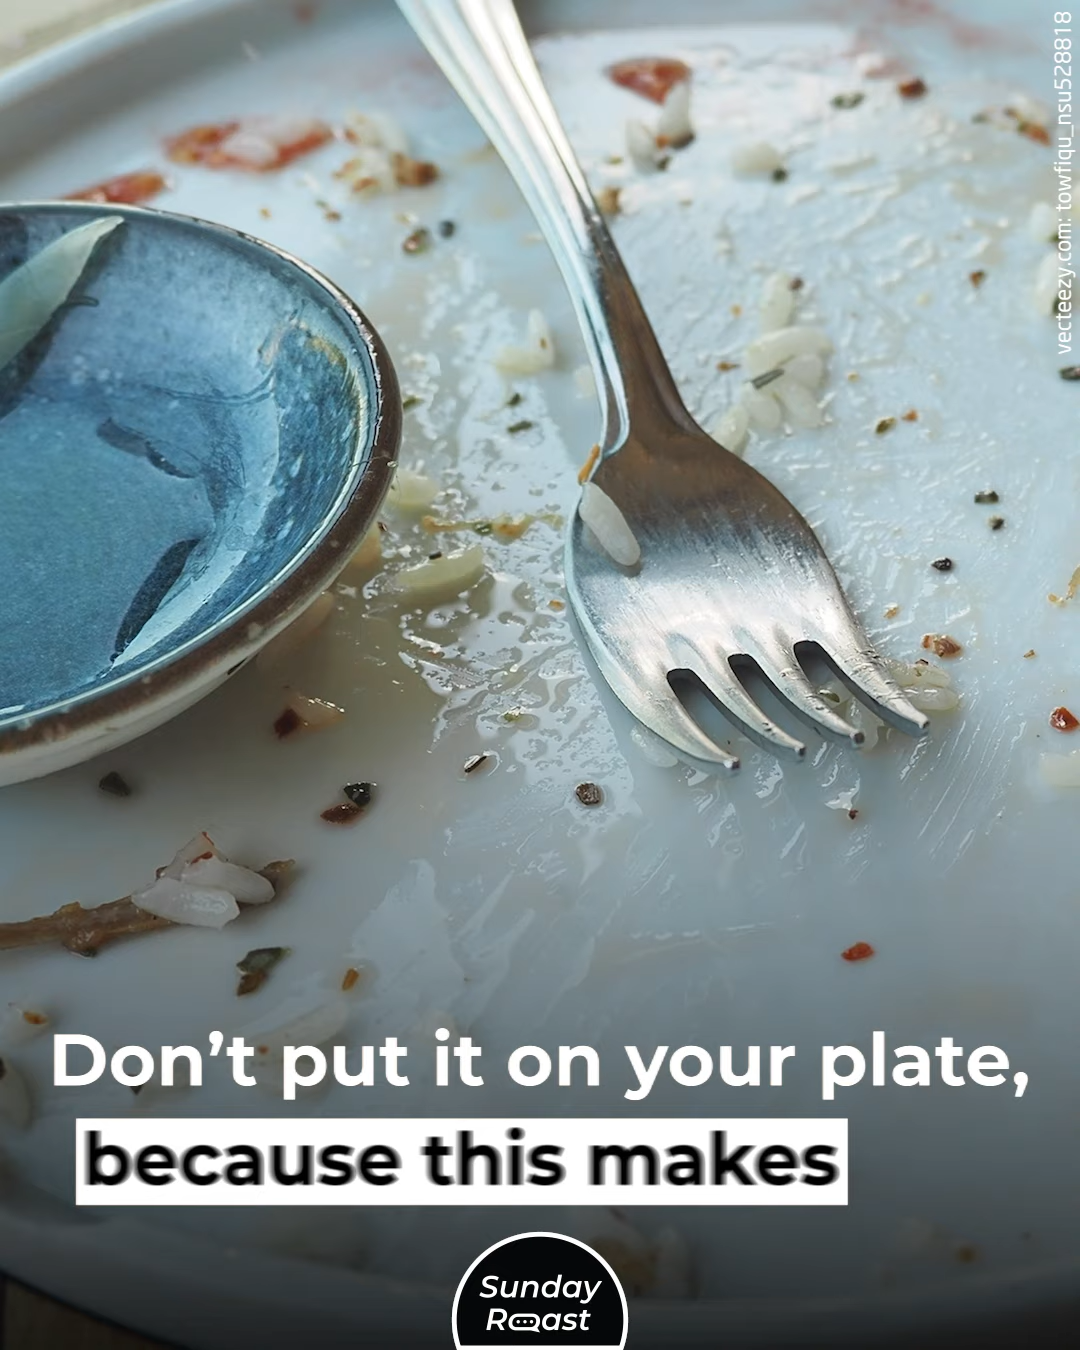 vecteezy.com: towfiqu_nsu528818
Don’t put it on your plate,
because this makes
Sunday
Roast